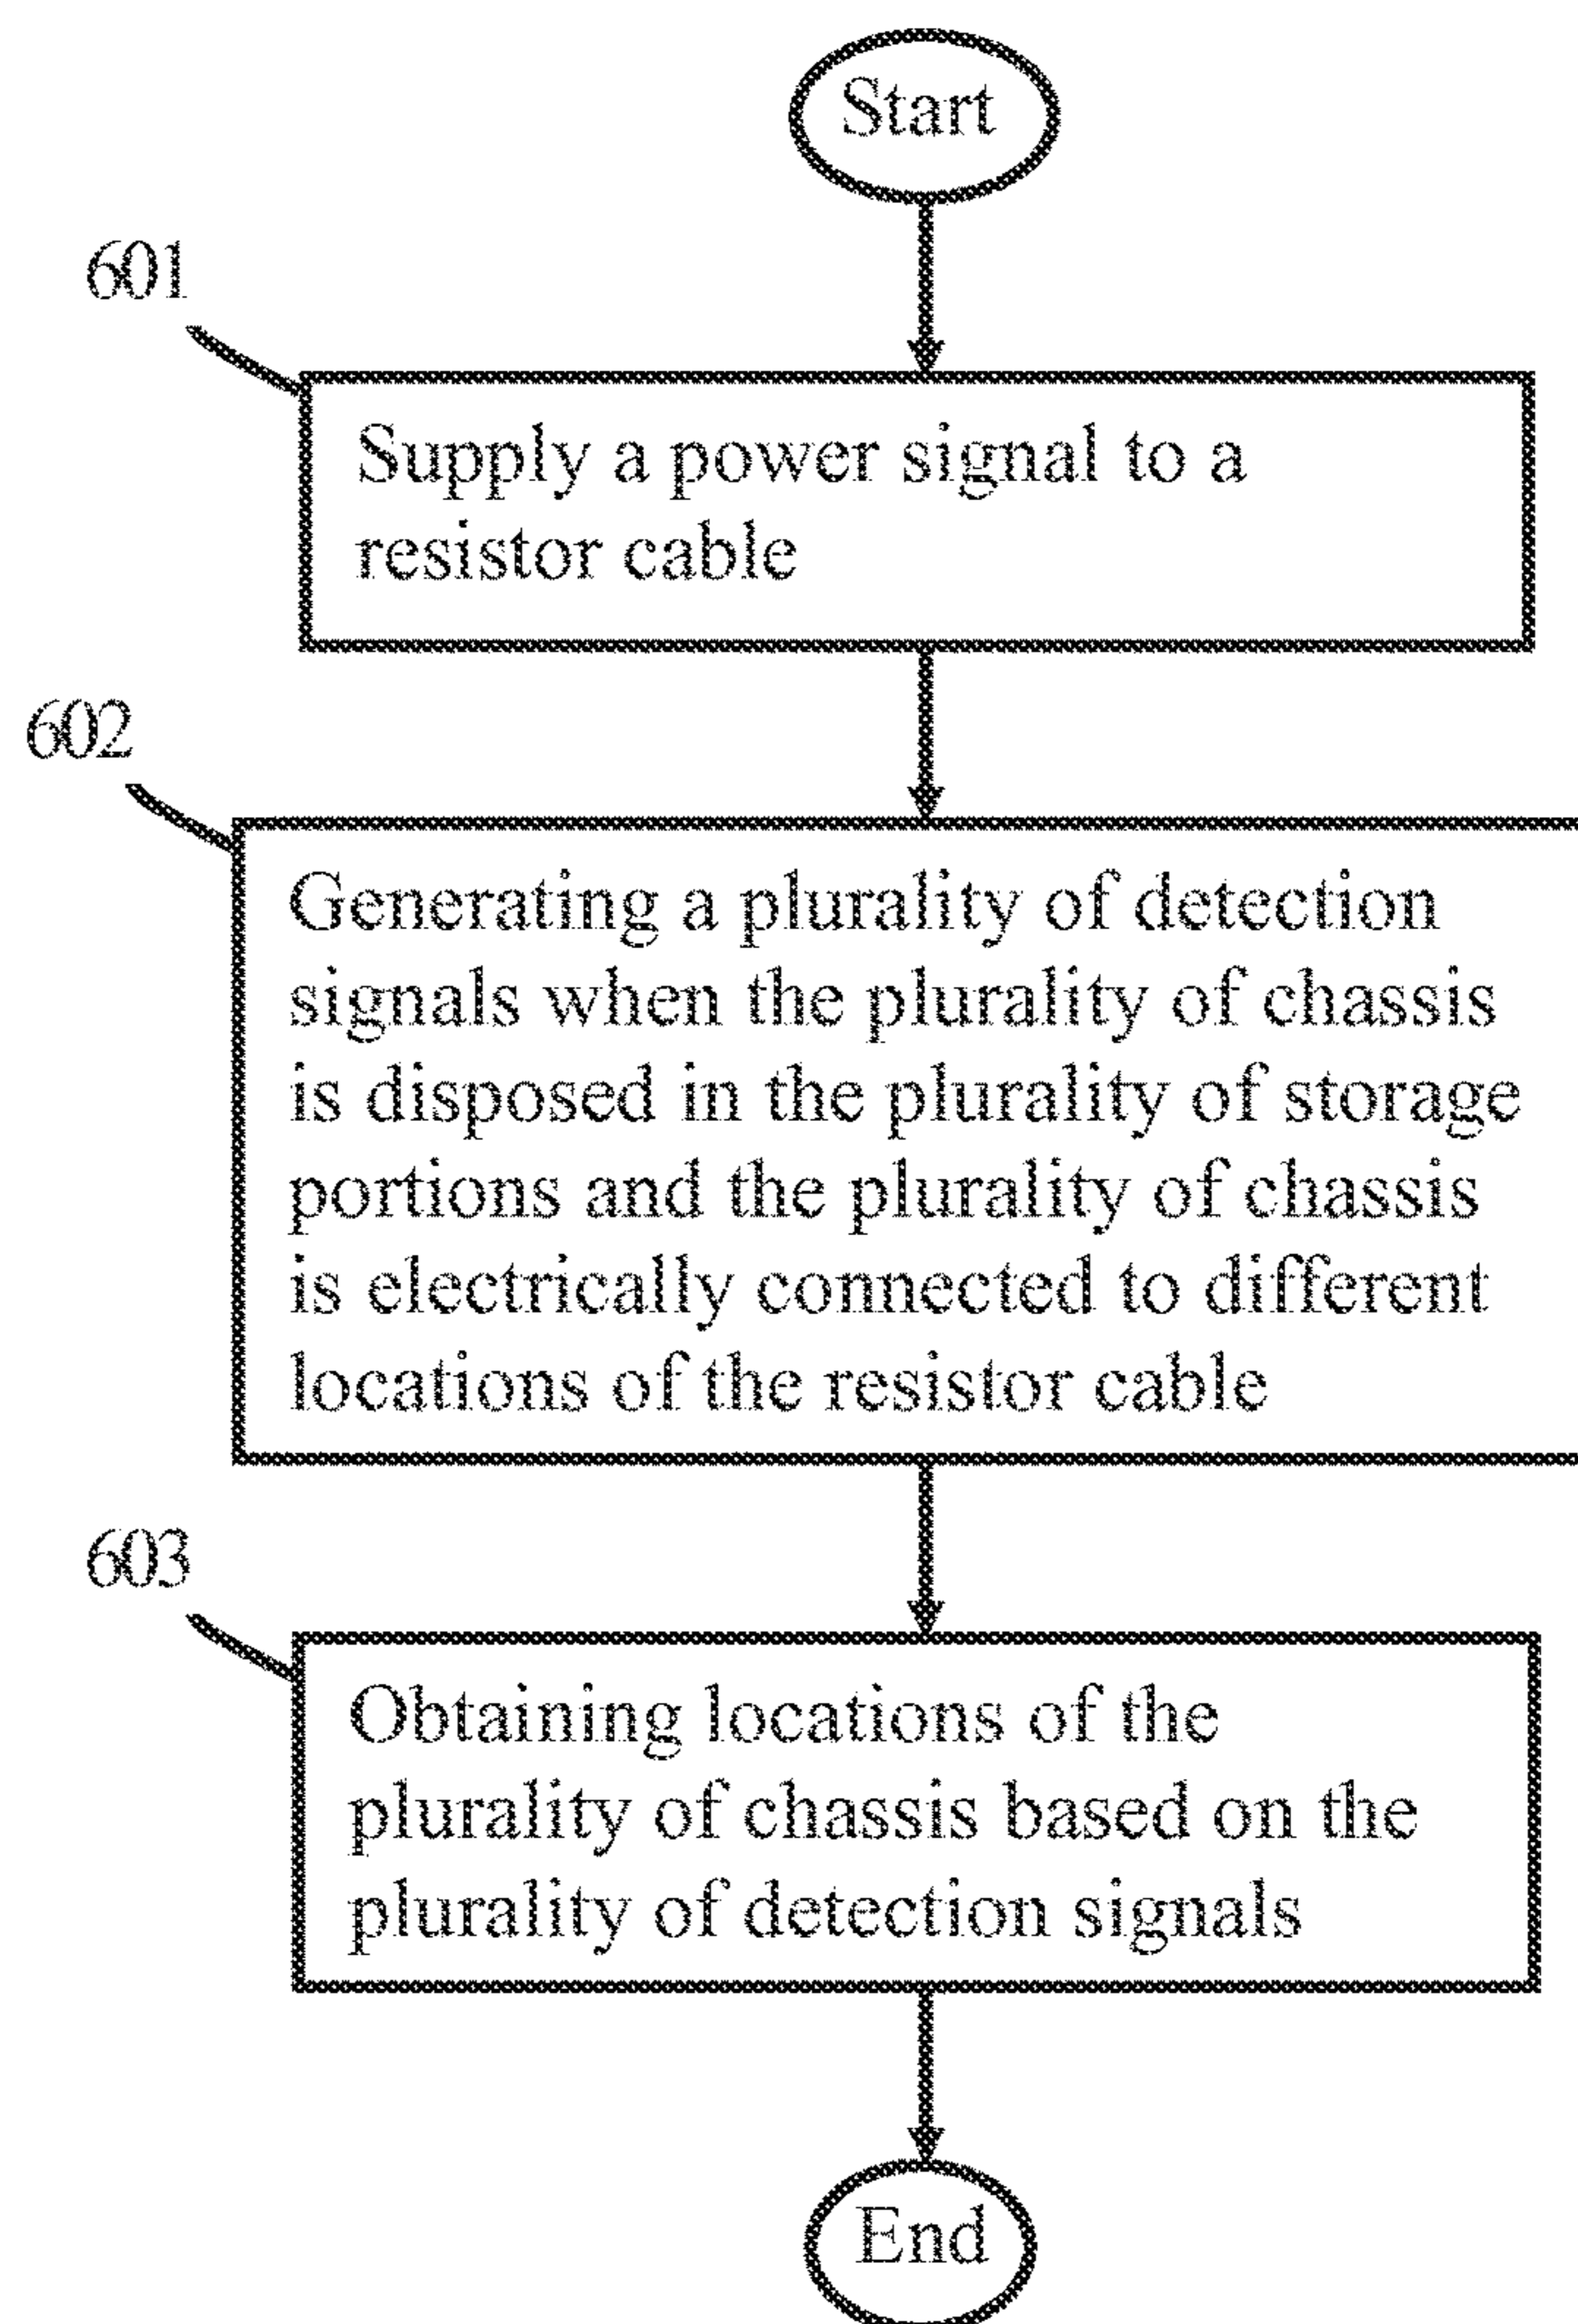 Start
601
Supply a power signal to a
resistor cable
602
Generating a plurality of detection
signals when the plurality of chassis
is disposed in the plurality of storage
portions and the plurality of chassis
is electrically connected to different
locations of the resistor cable
603
Obtaining locations of the
plurality of chassis based on the
plurality of detection signals
End